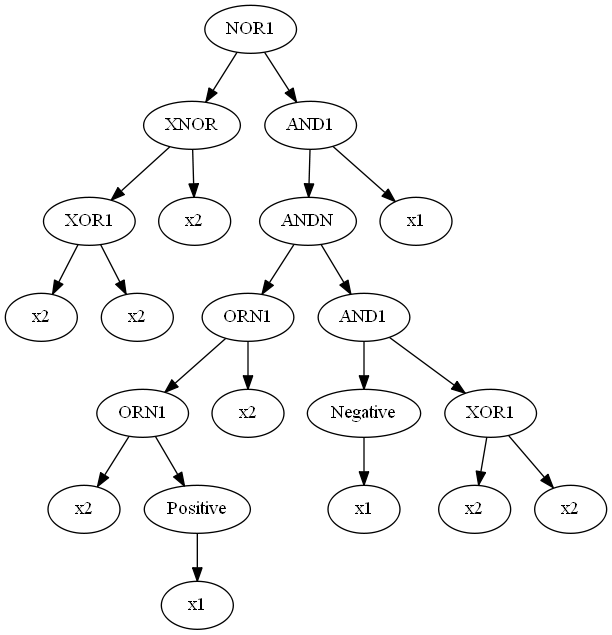 NOR1
XNOR AND1
XOR1 x2 ANDN x1
x2 x2 ORN1 AND1
ORN1 x2 Negative XOR1
x2 Positive x1 x2 x2
x1